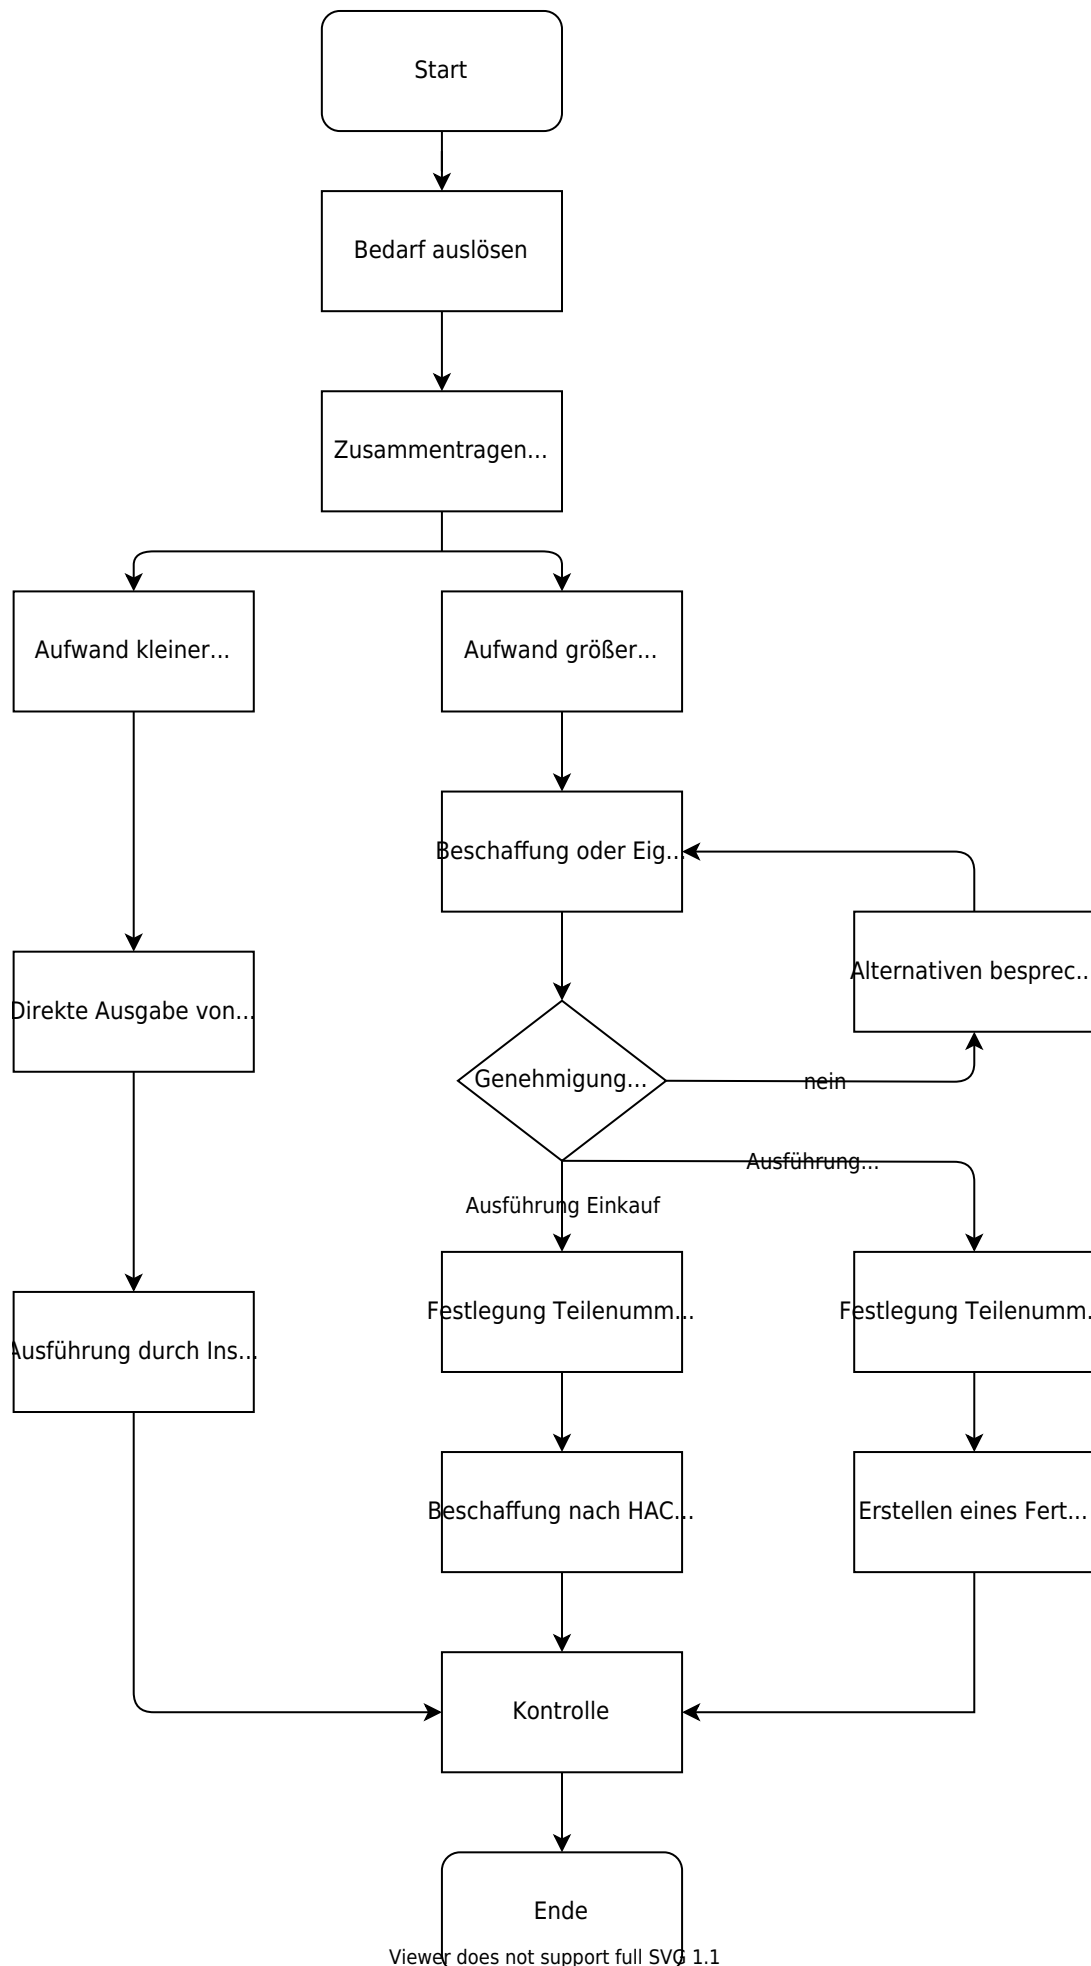 Start
Bedarf auslösen
Zusammentragen...
Aufwand kleiner...
Aufwand größer...
Beschaffung oder Eig...
Alternativen besprec...
Direkte Ausgabe von...
Genehmigung...
nein
Ausführung...
Ausführung Einkauf
Festlegung Teilenumm...
Festlegung Teilenumm...
Ausführung durch Ins...
Beschaffung nach HAC...
Erstellen eines Fert...
Kontrolle
Ende
Viewer does not support full SVG 1.1